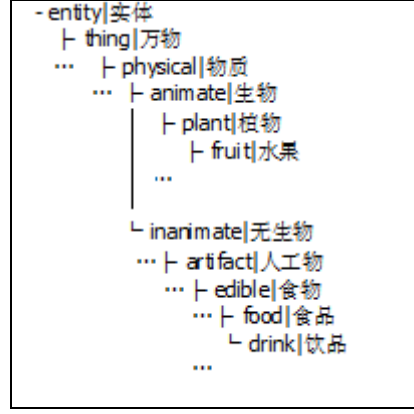 - entity|实体
├ thing|万物
… ├ physical|物质
… ├ animate|生物
├ plant|植物
├ fruit|水果
…
└ inanimate|无生物
… ├ artifact|人工物
… ├ edible|食物
… ├ food|食品
└ drink|饮品
…